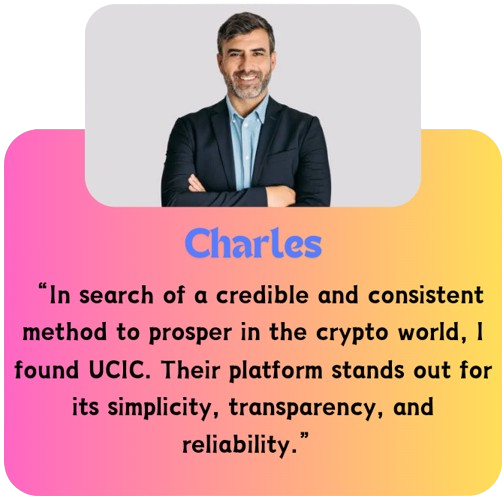 Charles
“In search of a credible and consistent
method to prosper in the crypto world, I
found UCIC. Their platform stands out for
its simplicity, transparency, and
reliability.”